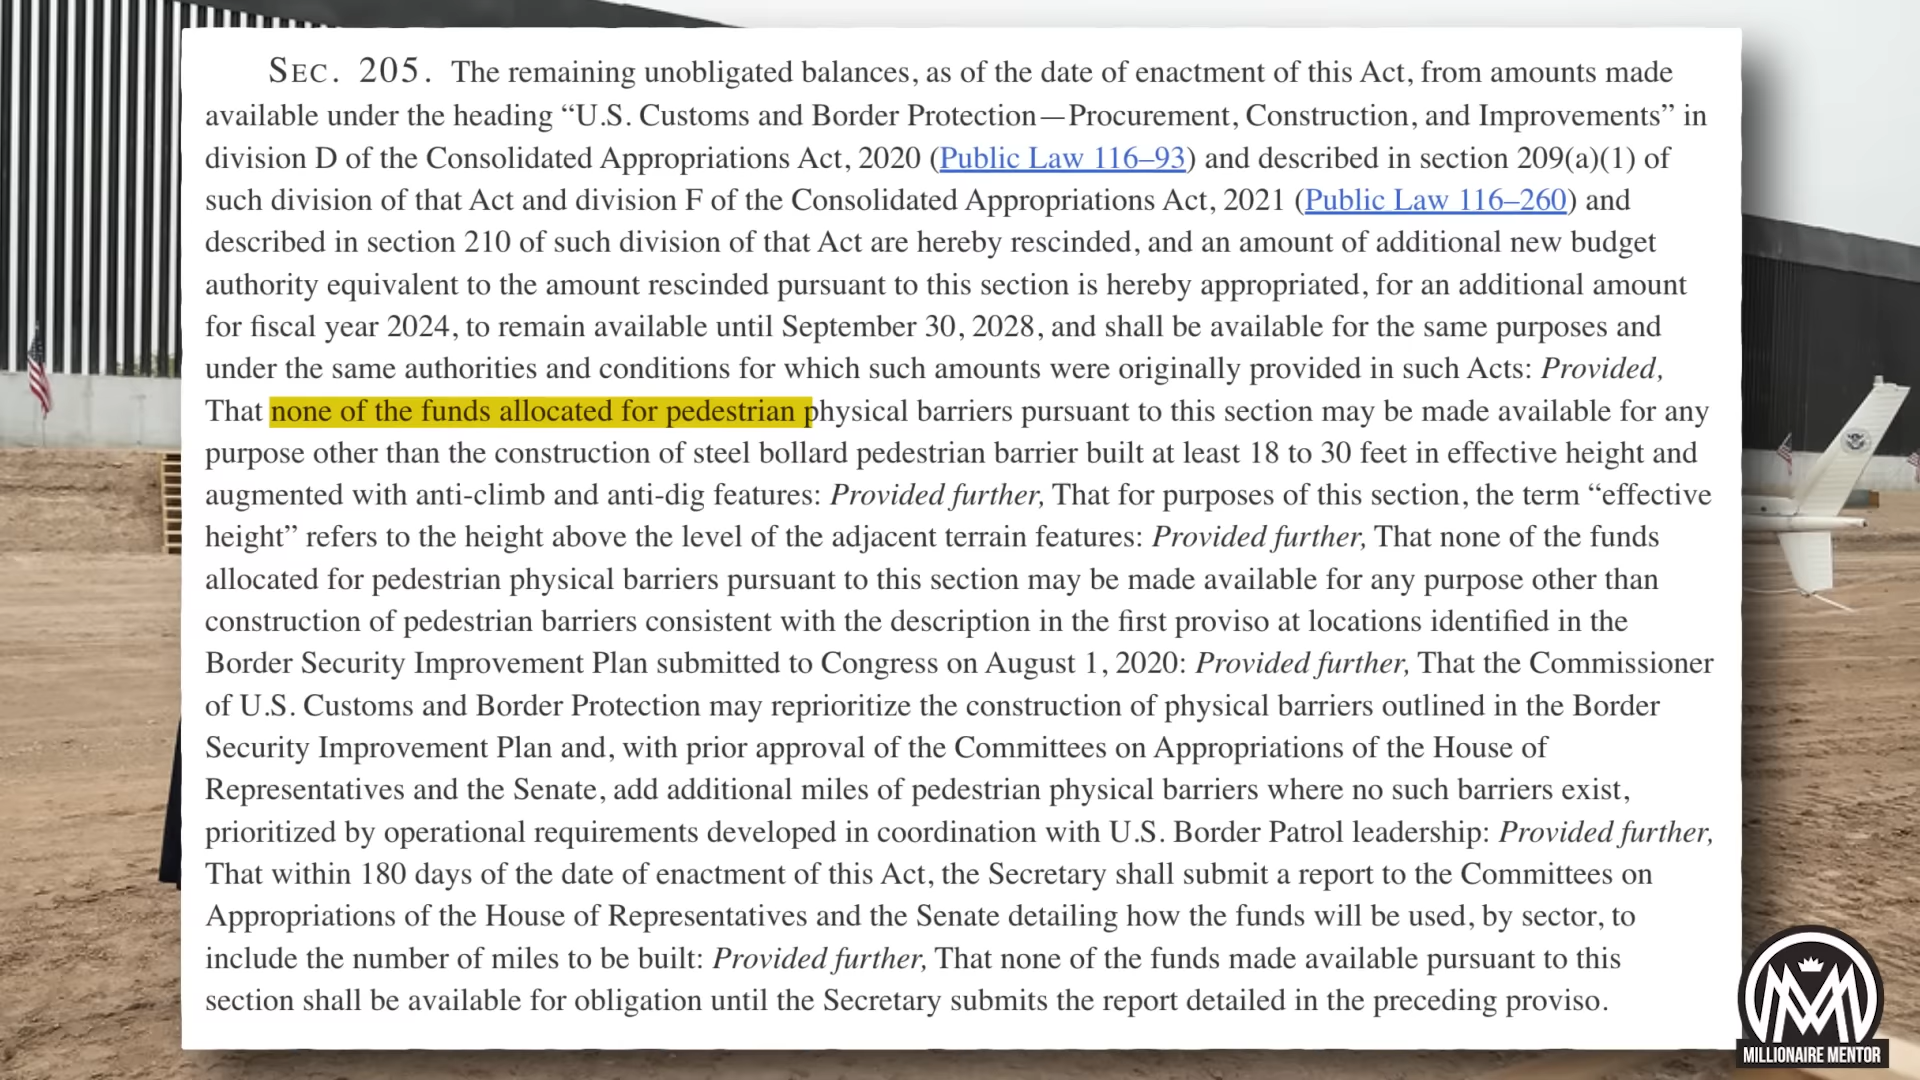 SEC. 205. The remaining unobligated balances, as of the date of enactment of this Act, from amounts made
available under the heading “U.S. Customs and Border Protection—Procurement, Construction, and Improvements” in
division D of the Consolidated Appropriations Act, 2020 (Public Law 116–93) and described in section 209(a)(1) of
such division of that Act and division F of the Consolidated Appropriations Act, 2021 (Public Law 116–260) and
described in section 210 of such division of that Act are hereby rescinded, and an amount of additional new budget
authority equivalent to the amount rescinded pursuant to this section is hereby appropriated, for an additional amount
for fiscal year 2024, to remain available until September 30, 2028, and shall be available for the same purposes and
under the same authorities and conditions for which such amounts were originally provided in such Acts: Provided,
That none of the funds allocated for pedestrian physical barriers pursuant to this section may be made available for any
purpose other than the construction of steel bollard pedestrian barrier built at least 18 to 30 feet in effective height and
augmented with anti-climb and anti-dig features: Provided further, That for purposes of this section, the term “effective
height” refers to the height above the level of the adjacent terrain features: Provided further, That none of the funds
allocated for pedestrian physical barriers pursuant to this section may be made available for any purpose other than
construction of pedestrian barriers consistent with the description in the first proviso at locations identified in the
Border Security Improvement Plan submitted to Congress on August 1, 2020: Provided further, That the Commissioner
of U.S. Customs and Border Protection may reprioritize the construction of physical barriers outlined in the Border
Security Improvement Plan and, with prior approval of the Committees on Appropriations of the House of
Representatives and the Senate, add additional miles of pedestrian physical barriers where no such barriers exist,
prioritized by operational requirements developed in coordination with U.S. Border Patrol leadership: Provided further,
That within 180 days of the date of enactment of this Act, the Secretary shall submit a report to the Committees on
Appropriations of the House of Representatives and the Senate detailing how the funds will be used, by sector, to
include the number of miles to be built: Provided further, That none of the funds made available pursuant to this
section shall be available for obligation until the Secretary submits the report detailed in the preceding proviso.
MILLIONAIRE MENTOR